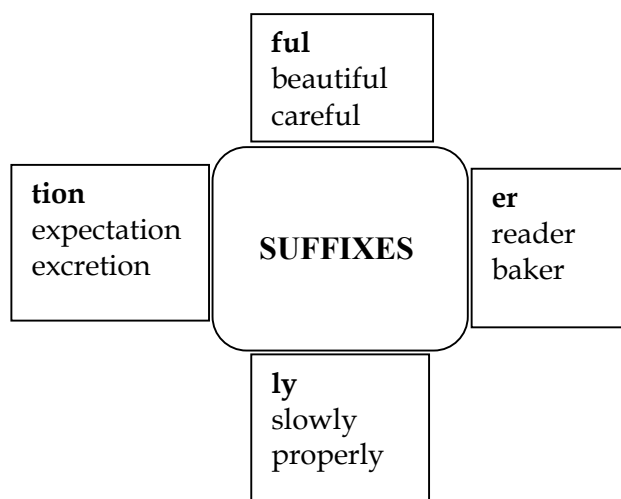 ful
beautiful
careful
tion
expectation
excretion
SUFFIXES
er
reader
baker
ly
slowly
properly